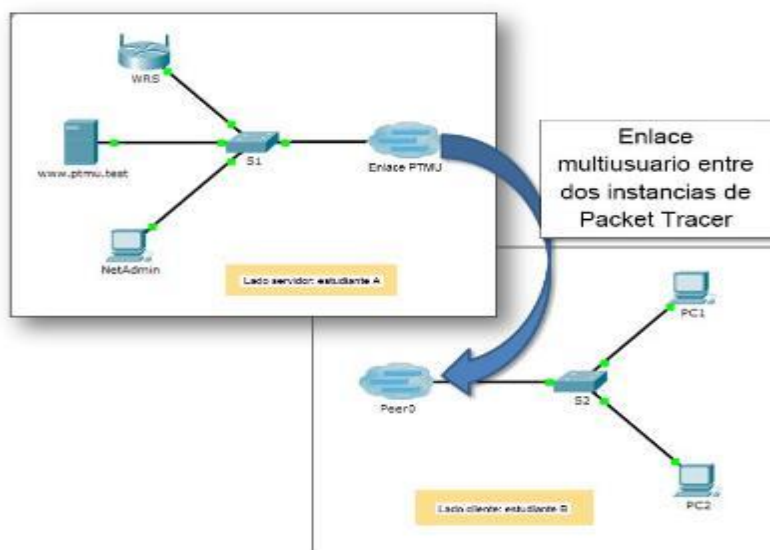 WRS
www.ptmu.test
S1
Enlace PTMU
NetAdmin
Lado servidor: estudiante A
Enlace
multiusuario entre
dos instancias de
Packet Tracer
PC1
Peer0
S2
PC2
Lado cliente: estudiante B